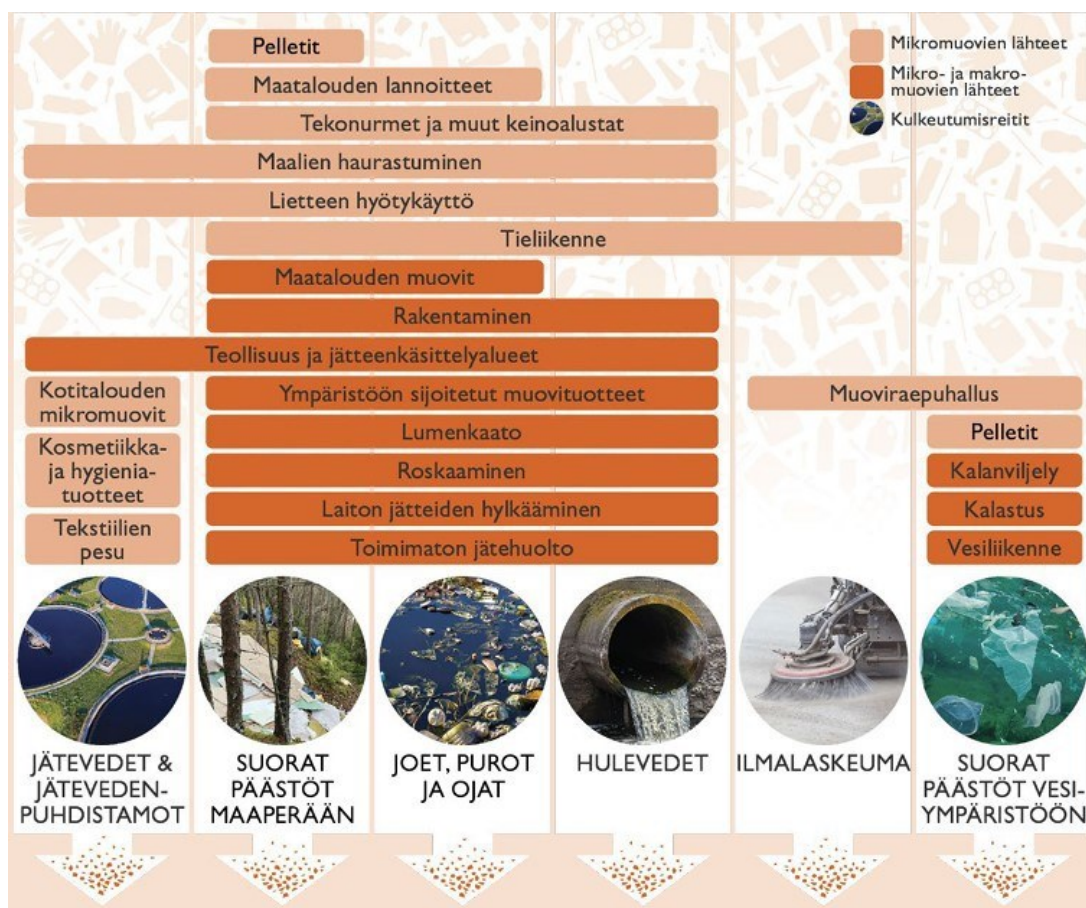 Pelletit
Mikromuovien lähteet
Maatalouden lannoitteet
Mikro- ja makro-
muovien lähteet
Tekonurmet ja muut keinoalustat
Kulkeutumisreitit
Maalien haurastuminen
Lietteen hyötykäyttö
Tieliikenne
Maatalouden muovit
Rakentaminen
Teollisuus ja jätteenkäsittelyalueet
Kotitalouden
mikromuovit
Ympäristöön sijoitetut muovituotteet
Muoviraepuhallus
Kosmetiikka-
ja hygienia-
tuotteet
Lumenkaato
Pelletit
Roskaaminen
Kalanviljely
Laiton jätteiden hylkääminen
Kalastus
Tekstiilien
pesu
Toimimaton jätehuolto
Vesiliikenne
JÄTEVEDET &
JÄTEVEDEN-
PUHDISTAMOT
SUORAT
PÄÄSTÖT
MAAPERÄÄN
JOET, PUROT
JA OJAT
HULEVEDET
ILMALASKEUMA
SUORAT
PÄÄSTÖT VESI-
YMPÄRISTÖÖN